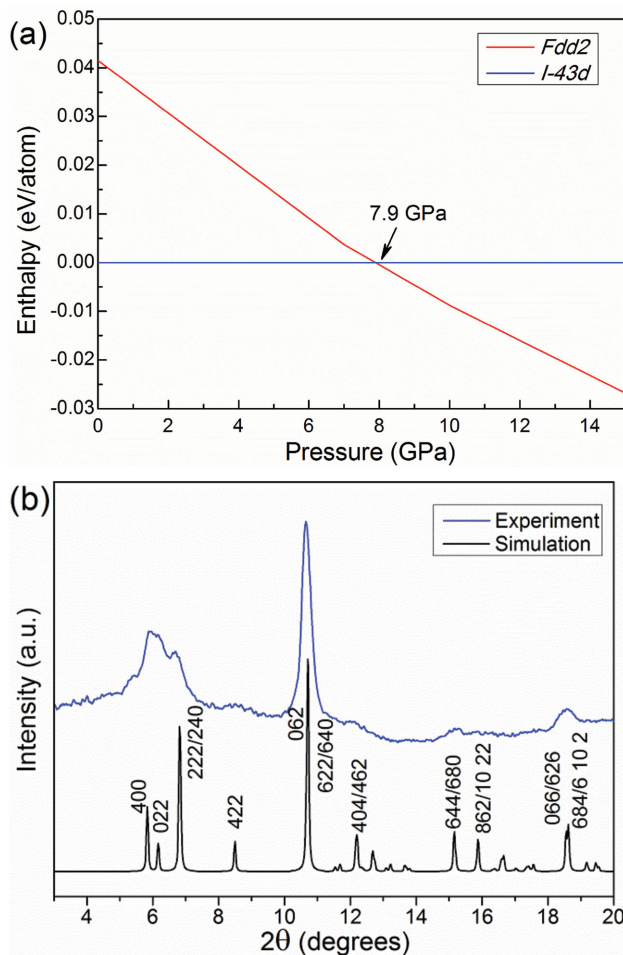 (a)
Fdd2
I-43d
7.9 GPa
0.05
0.04
0.03
0.02
0.01
0.00
-0.01
-0.02
-0.03
Enthalpy (eV/atom)
0 2 4 6 8 10 12 14
Pressure (GPa)
(b)
Experiment
Simulation
Intensity (a.u.)
400
022
222/240
422
062
622/640
404/462
644/680
862/10 22
066/626
684/6 10 2
4 6 8 10 12 14 16 18 20
2θ (degrees)